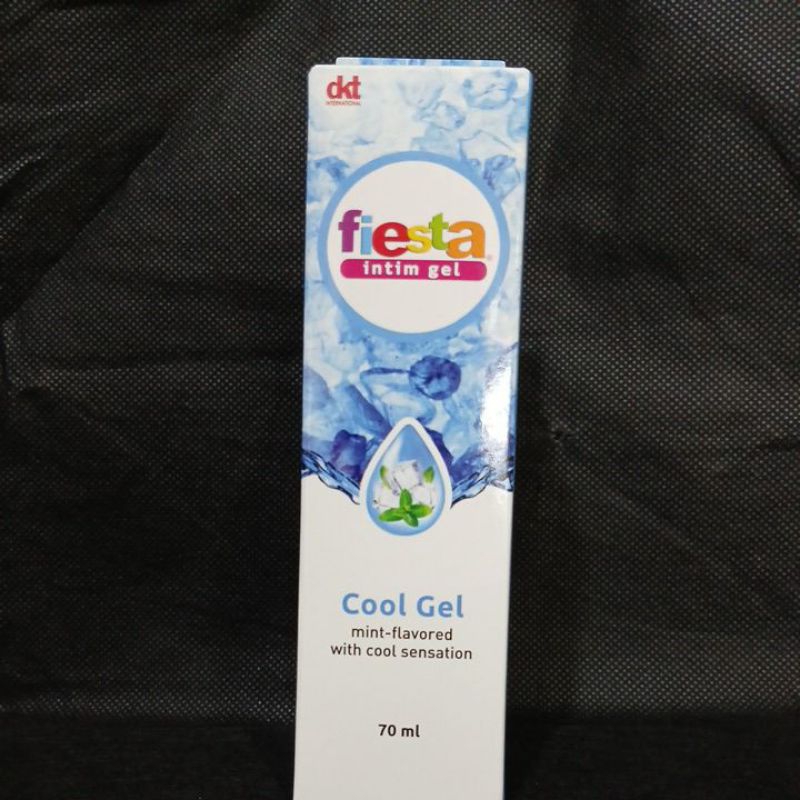 dkt
INTERNATIONAL
fiesta®
intim gel
Cool Gel
mint-flavored
with cool sensation
70 ml